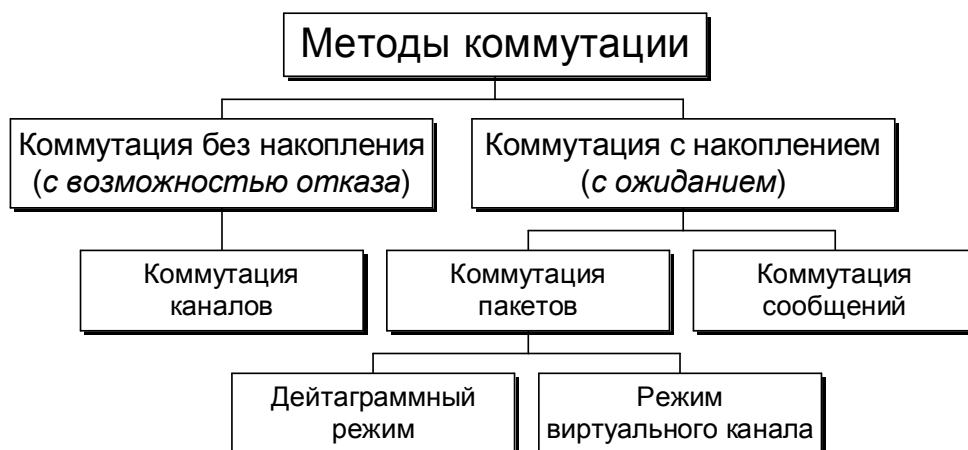 Методы коммутации
Коммутация без накопления
(с возможностью отказа)
Коммутация с накоплением
(с ожиданием)
Коммутация
каналов
Коммутация
пакетов
Коммутация
сообщений
Дейтаграммный
режим
Режим
виртуального канала